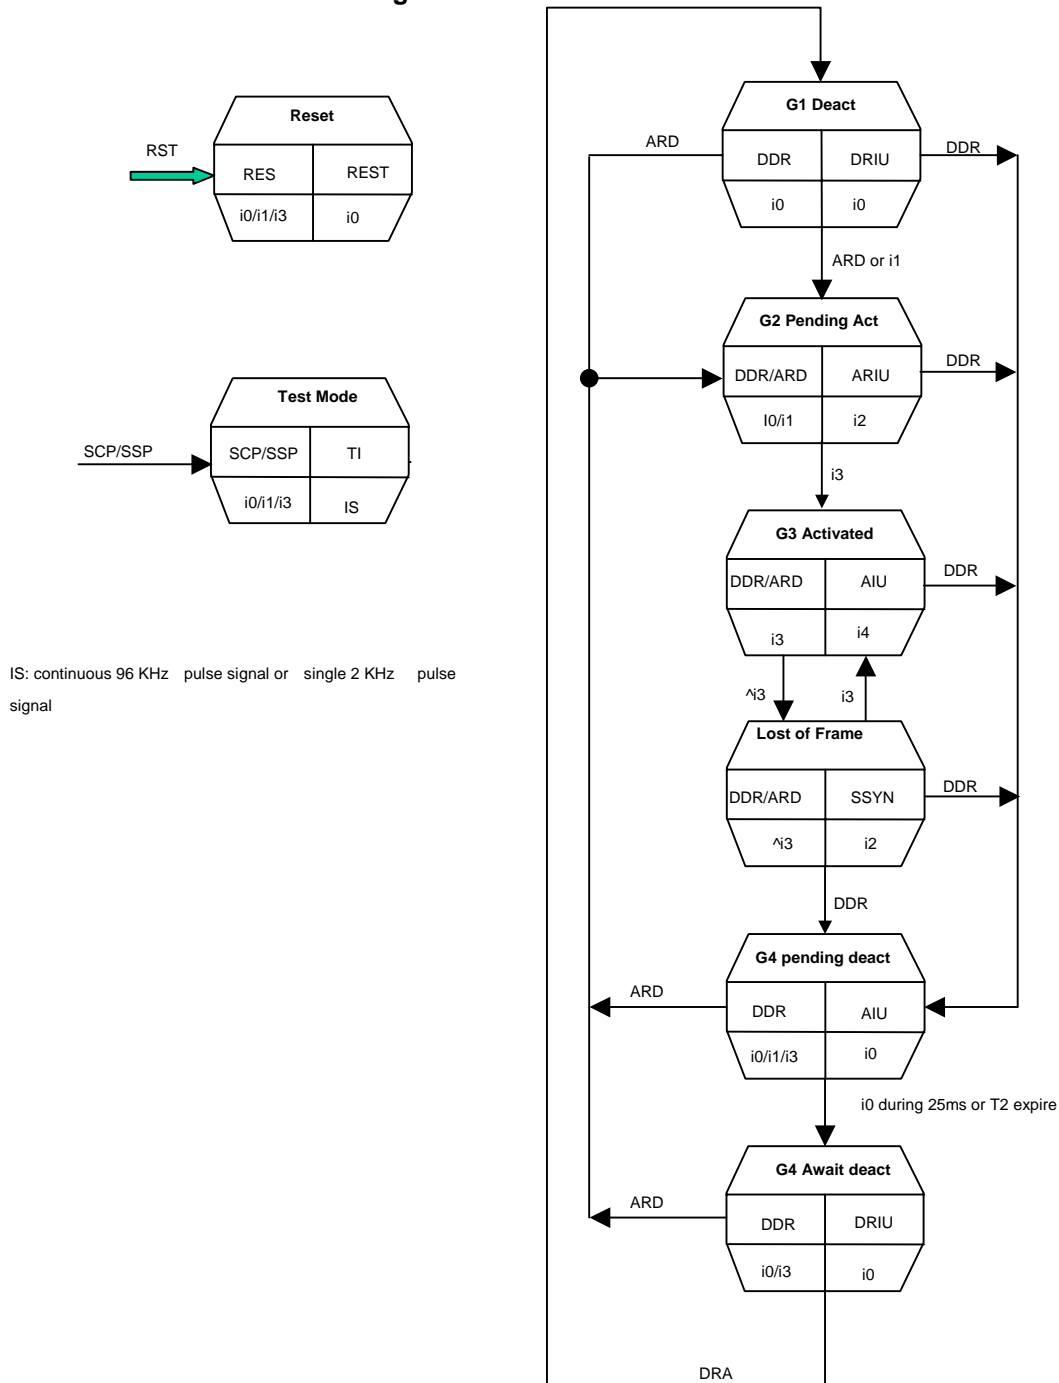 Reset
RST
RES REST
i0/i1/i3 i0
Test Mode
SCP/SSP
SCP/SSP TI
i0/i1/i3 IS
IS: continuous 96 KHz pulse signal or single 2 KHz pulse
signal
G1 Deact
ARD
DDR DRIU
DDR
i0 i0
ARD or i1
G2 Pending Act
DDR/ARD ARIU
DDR
I0/i1 i2
i3
G3 Activated
DDR/ARD AIU
DDR
i3 i4
^i3 i3
Lost of Frame
DDR/ARD SSYN
DDR
^i3 i2
DDR
G4 pending deact
ARD
DDR AIU
i0/i1/i3 i0
i0 during 25ms or T2 expire
G4 Await deact
ARD
DDR DRIU
i0/i3 i0
DRA